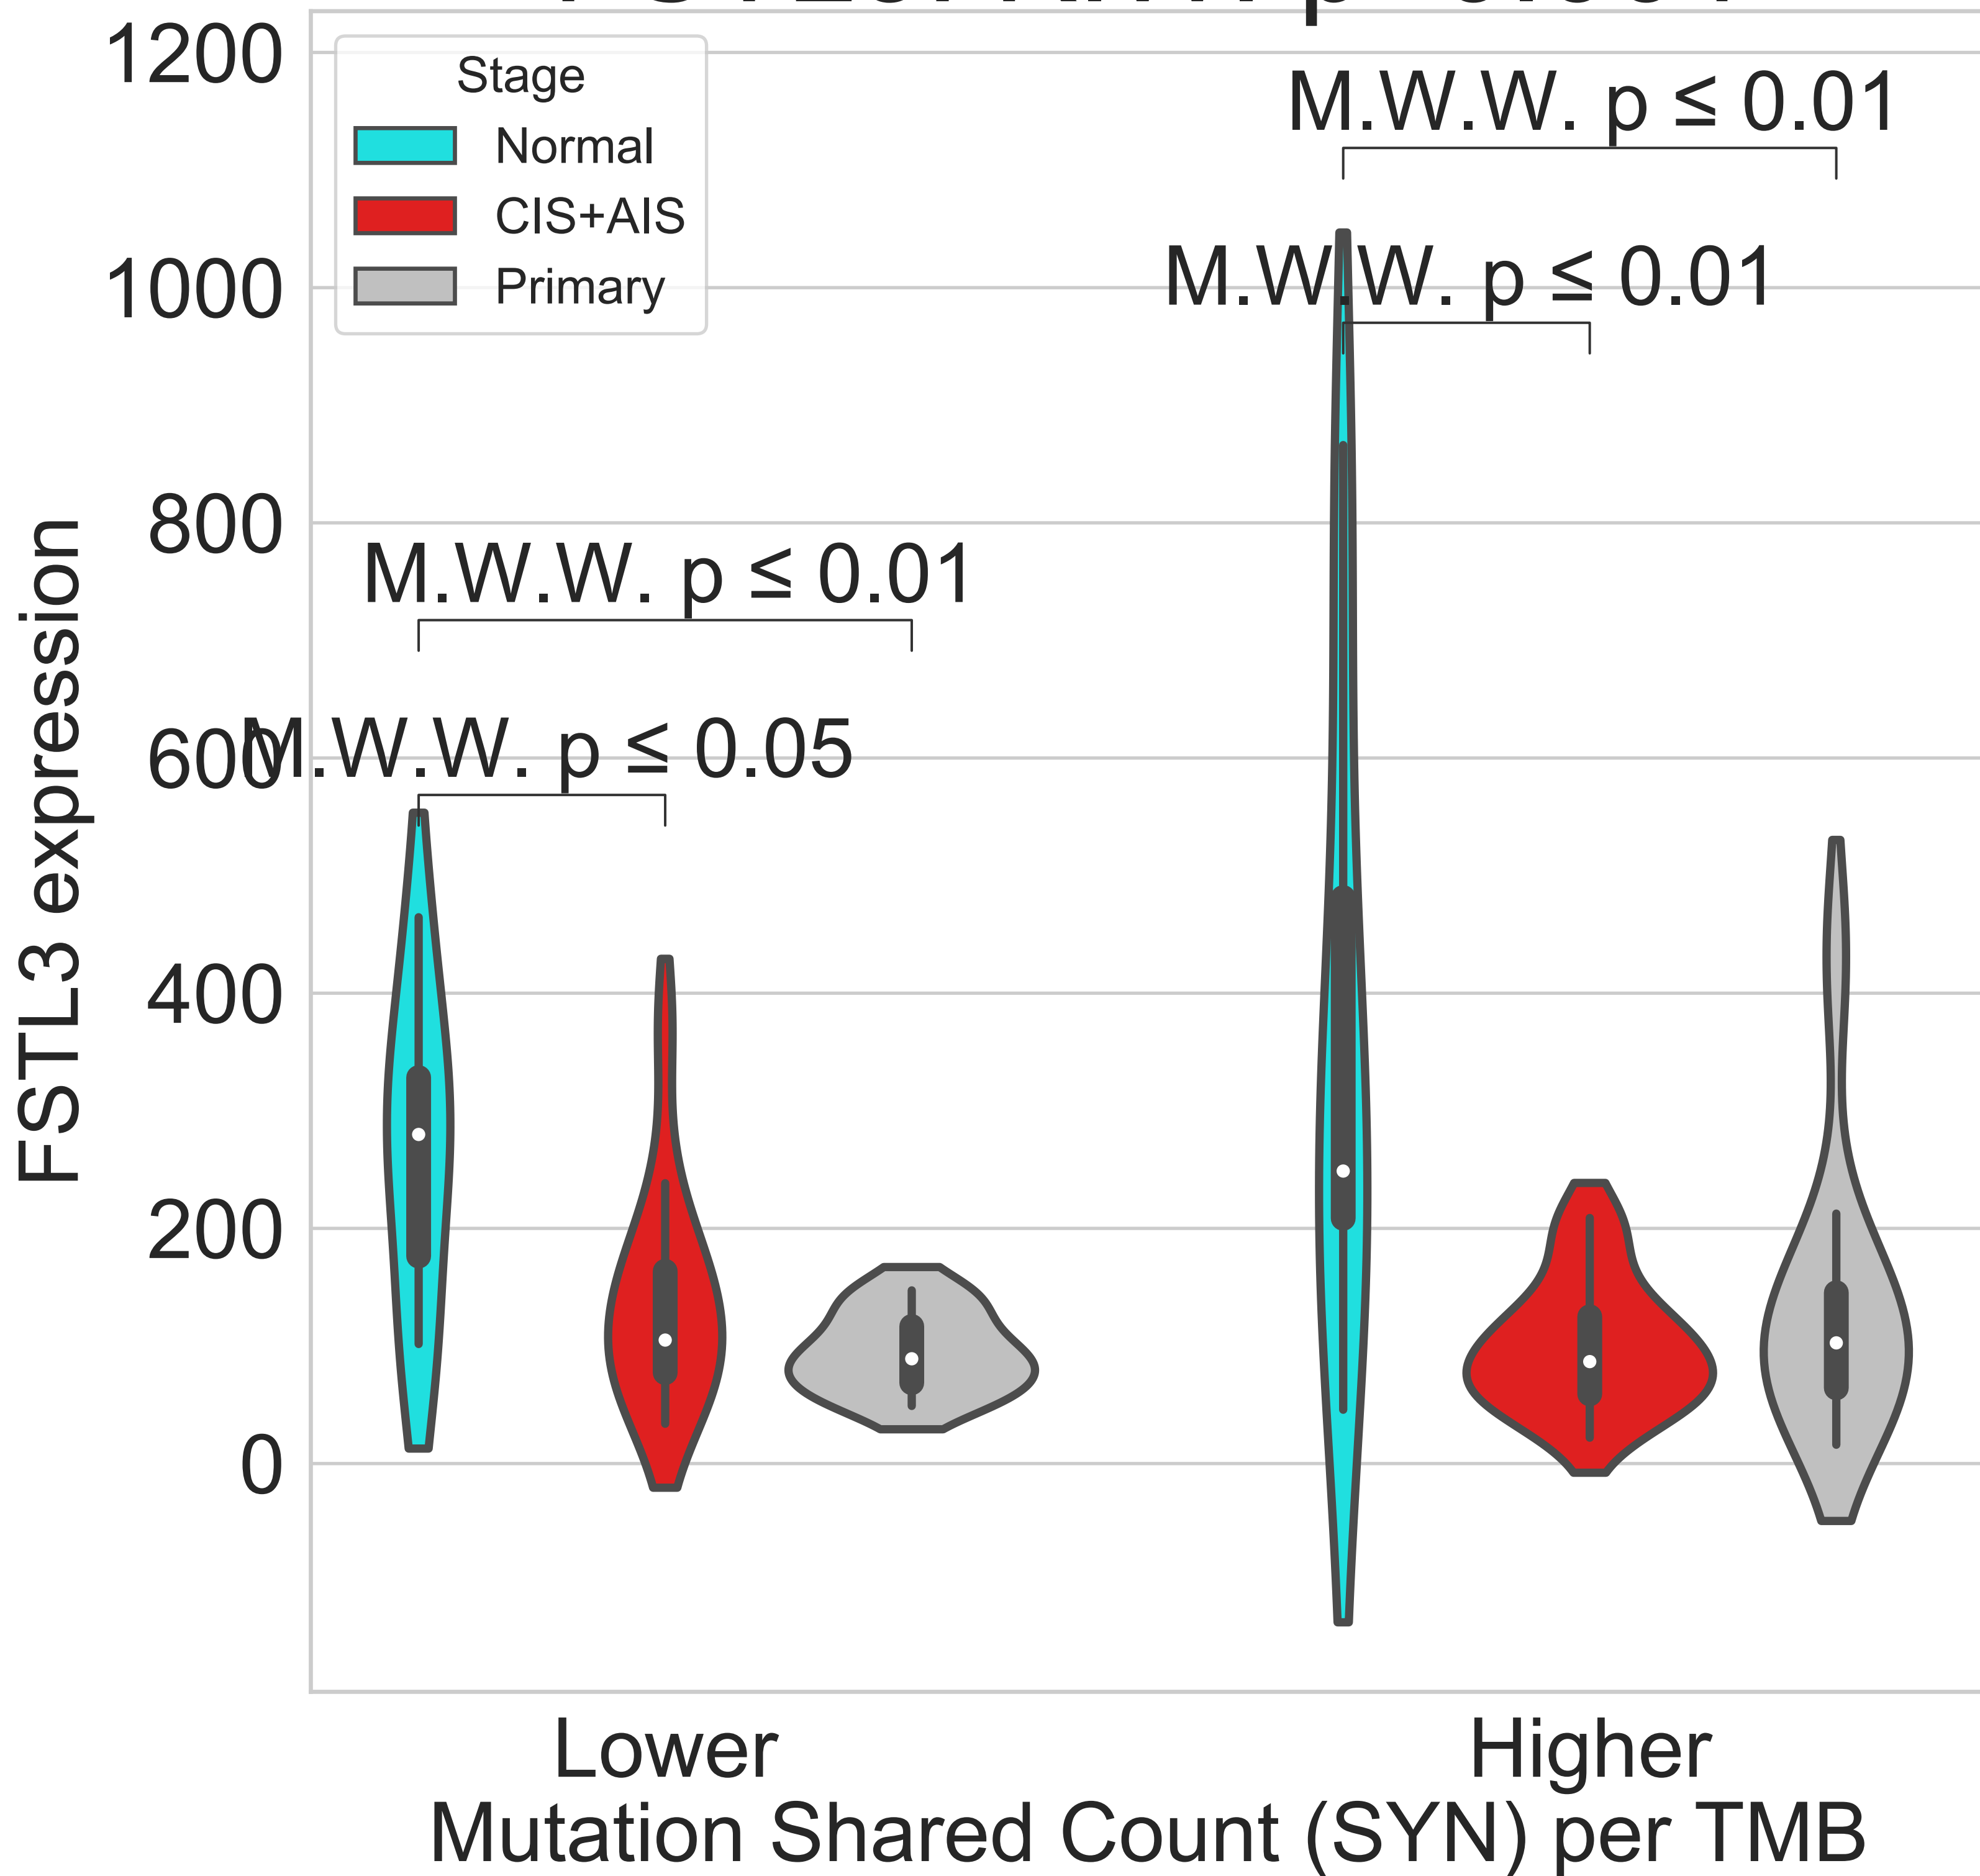 1200
1000
800
600
400
200
0
FSTL3 expression
Stage
Normal
CIS+AIS
Primary
M.W.W. p ≤ 0.01
M.W.W. p ≤ 0.01
M.W.W. p ≤ 0.01
M.W.W. p ≤ 0.05
Lower
Higher
Mutation Shared Count (SYN) per TMB